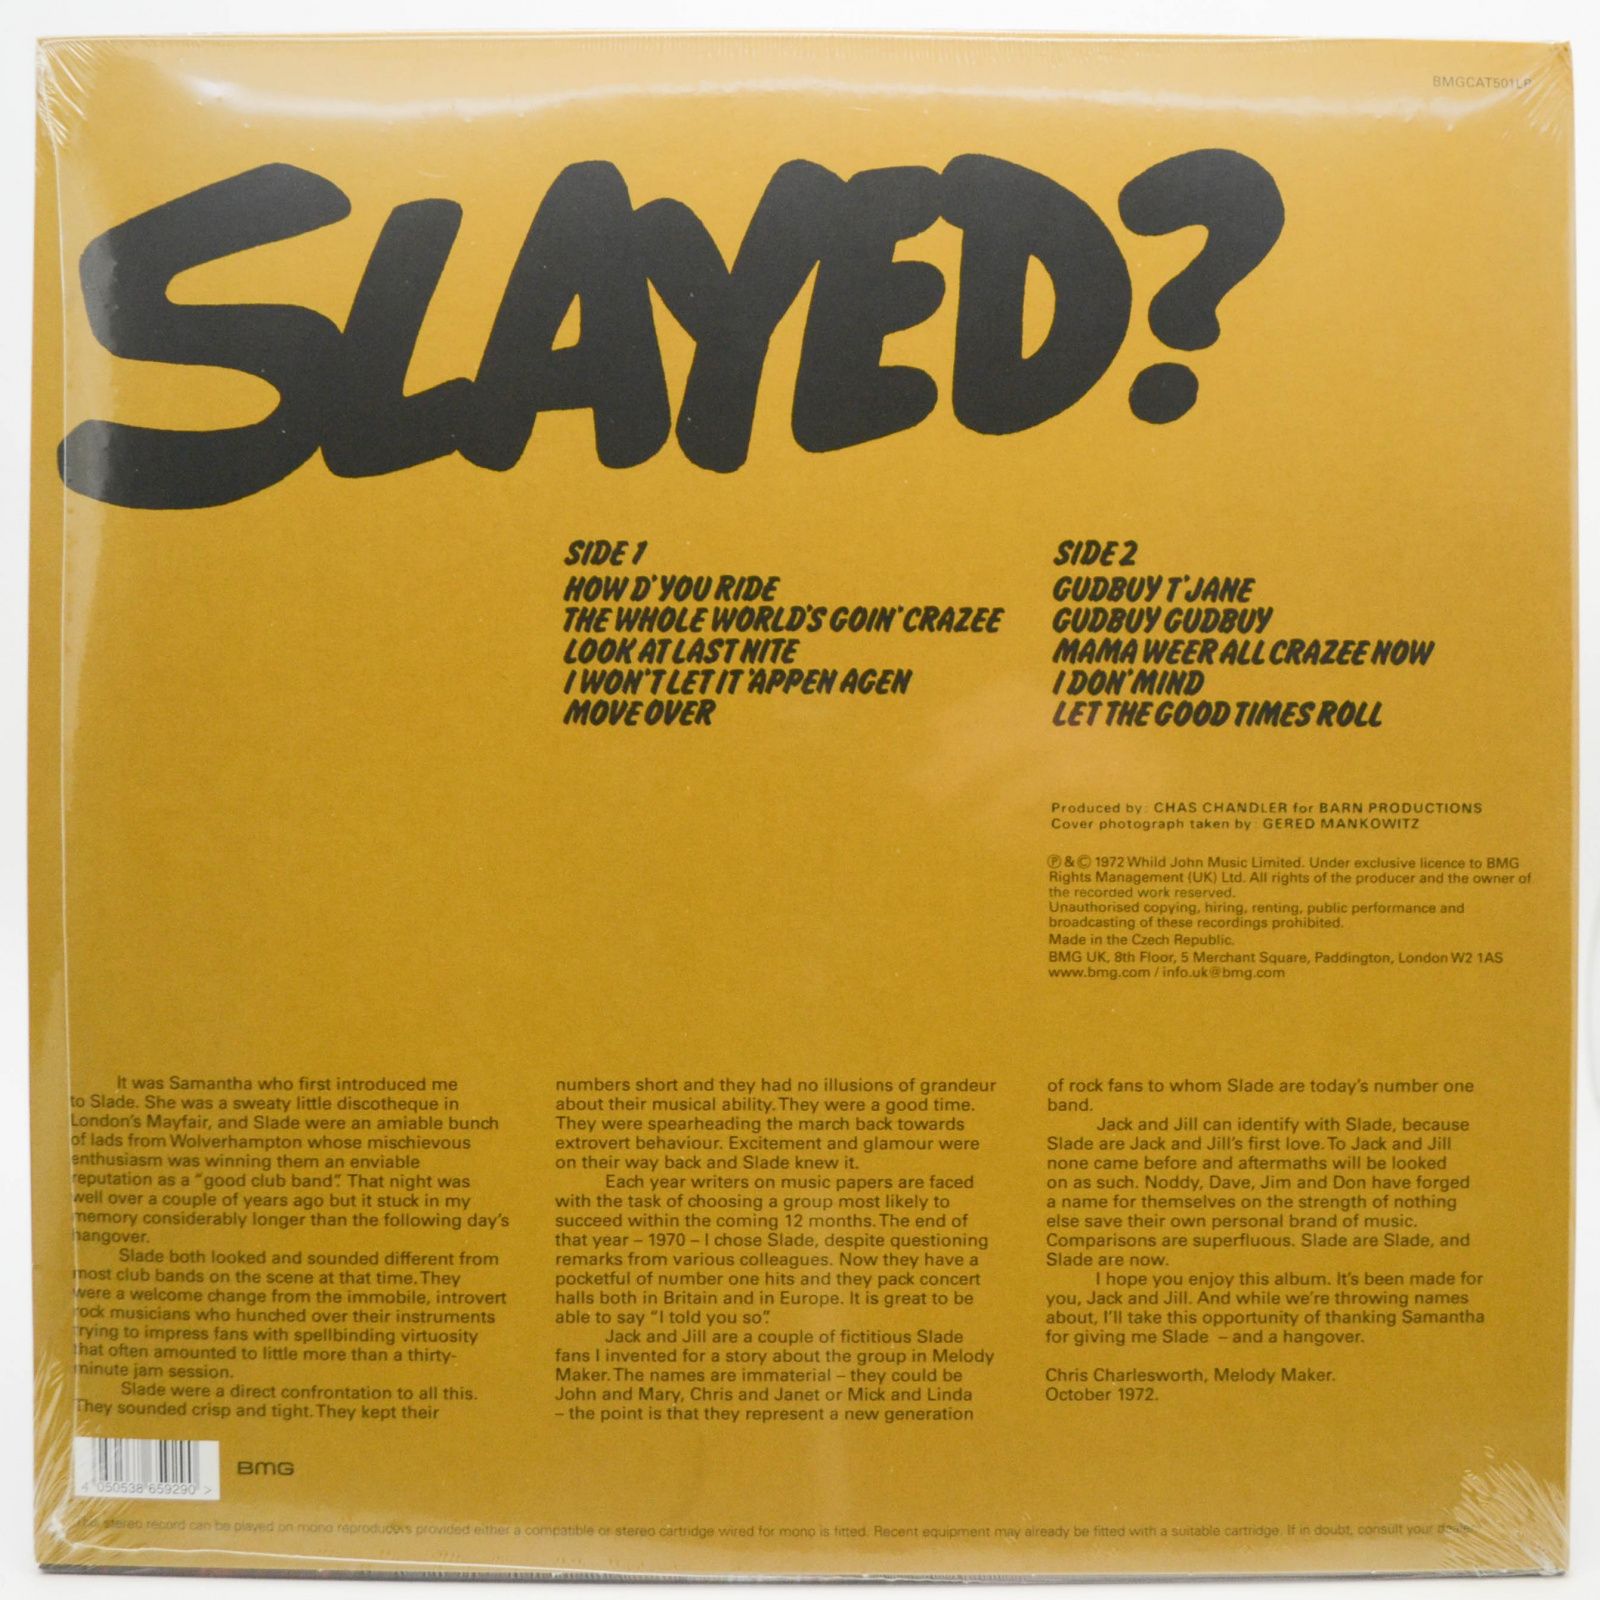 BMGCAT501LP
SLAYED?
SIDE 1
HOW D'YOU RIDE
THE WHOLE WORLD'S GOIN' CRAZEE
LOOK AT LAST NITE
I WON'T LET IT 'APPEN AGEN
MOVE OVER
SIDE 2
GUDBUY T'JANE
GUDBUY GUDBUY
MAMA WEER ALL CRAZEE NOW
I DON' MIND
LET THE GOOD TIMES ROLL
Produced by: CHAS CHANDLER for BARN PRODUCTIONS
Cover photograph taken by: GERED MANKOWITZ
℗ & © 1972 Whild John Music Limited. Under exclusive licence to BMG
Rights Management (UK) Ltd. All rights of the producer and the owner of
the recorded work reserved.
Unauthorised copying, hiring, renting, public performance and
broadcasting of these recordings prohibited.
Made in the Czech Republic.
BMG UK, 8th Floor, 5 Merchant Square, Paddington, London W2 1AS
www.bmg.com / info.uk@bmg.com
It was Samantha who first introduced me
to Slade. She was a sweaty little discotheque in
London's Mayfair, and Slade were an amiable bunch
of lads from Wolverhampton whose mischievous
enthusiasm was winning them an enviable
reputation as a "good club band". That night was
well over a couple of years ago but it stuck in my
memory considerably longer than the following day's
hangover.
Slade both looked and sounded different from
most club bands on the scene at that time. They
were a welcome change from the immobile, introvert
rock musicians who hunched over their instruments
trying to impress fans with spellbinding virtuosity
that often amounted to little more than a thirty-
minute jam session.
Slade were a direct confrontation to all this.
They sounded crisp and tight. They kept their
numbers short and they had no illusions of grandeur
about their musical ability. They were a good time.
They were spearheading the march back towards
extrovert behaviour. Excitement and glamour were
on their way back and Slade knew it.
Each year writers on music papers are faced
with the task of choosing a group most likely to
succeed within the coming 12 months. The end of
that year – 1970 – I chose Slade, despite questioning
remarks from various colleagues. Now they have a
pocketful of number one hits and they pack concert
halls both in Britain and in Europe. It is great to be
able to say "I told you so".
Jack and Jill are a couple of fictitious Slade
fans I invented for a story about the group in Melody
Maker. The names are immaterial – they could be
John and Mary, Chris and Janet or Mick and Linda
– the point is that they represent a new generation
of rock fans to whom Slade are today's number one
band.
Jack and Jill can identify with Slade, because
Slade are Jack and Jill's first love. To Jack and Jill
none came before and aftermaths will be looked
on as such. Noddy, Dave, Jim and Don have forged
a name for themselves on the strength of nothing
else save their own personal brand of music.
Comparisons are superfluous. Slade are Slade, and
Slade are now.
I hope you enjoy this album. It's been made for
you, Jack and Jill. And while we're throwing names
about, I'll take this opportunity of thanking Samantha
for giving me Slade – and a hangover.
Chris Charlesworth, Melody Maker.
October 1972.
4 050538 659290 >
BMG
This stereo record can be played on mono reproducers provided either a compatible or stereo cartridge wired for mono is fitted. Recent equipment may already be fitted with a suitable cartridge. If in doubt, consult your dealer.